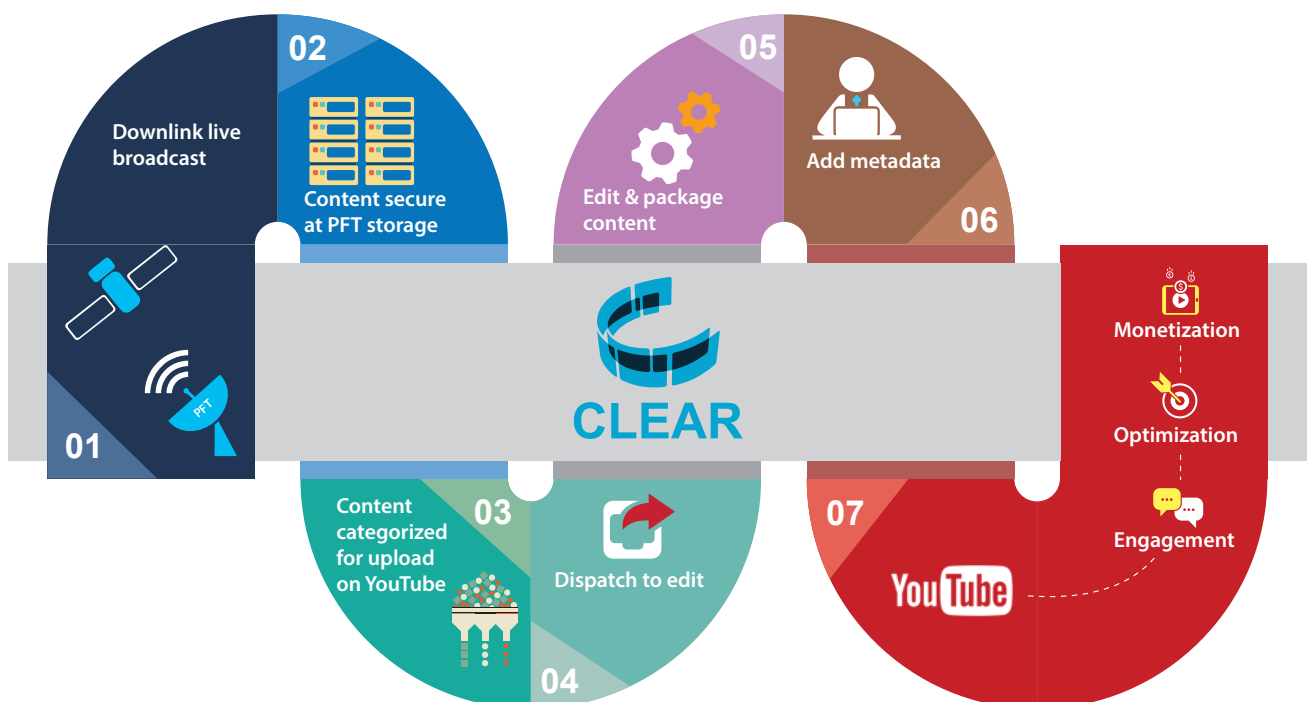 01
Downlink live
broadcast
PFT
02
Content secure
at PFT storage
03
Content
categorized
for upload
on YouTube
04
Dispatch to edit
05
Edit & package
content
06
Add metadata
07
YouTube
Engagement
Optimization
Monetization
CLEAR